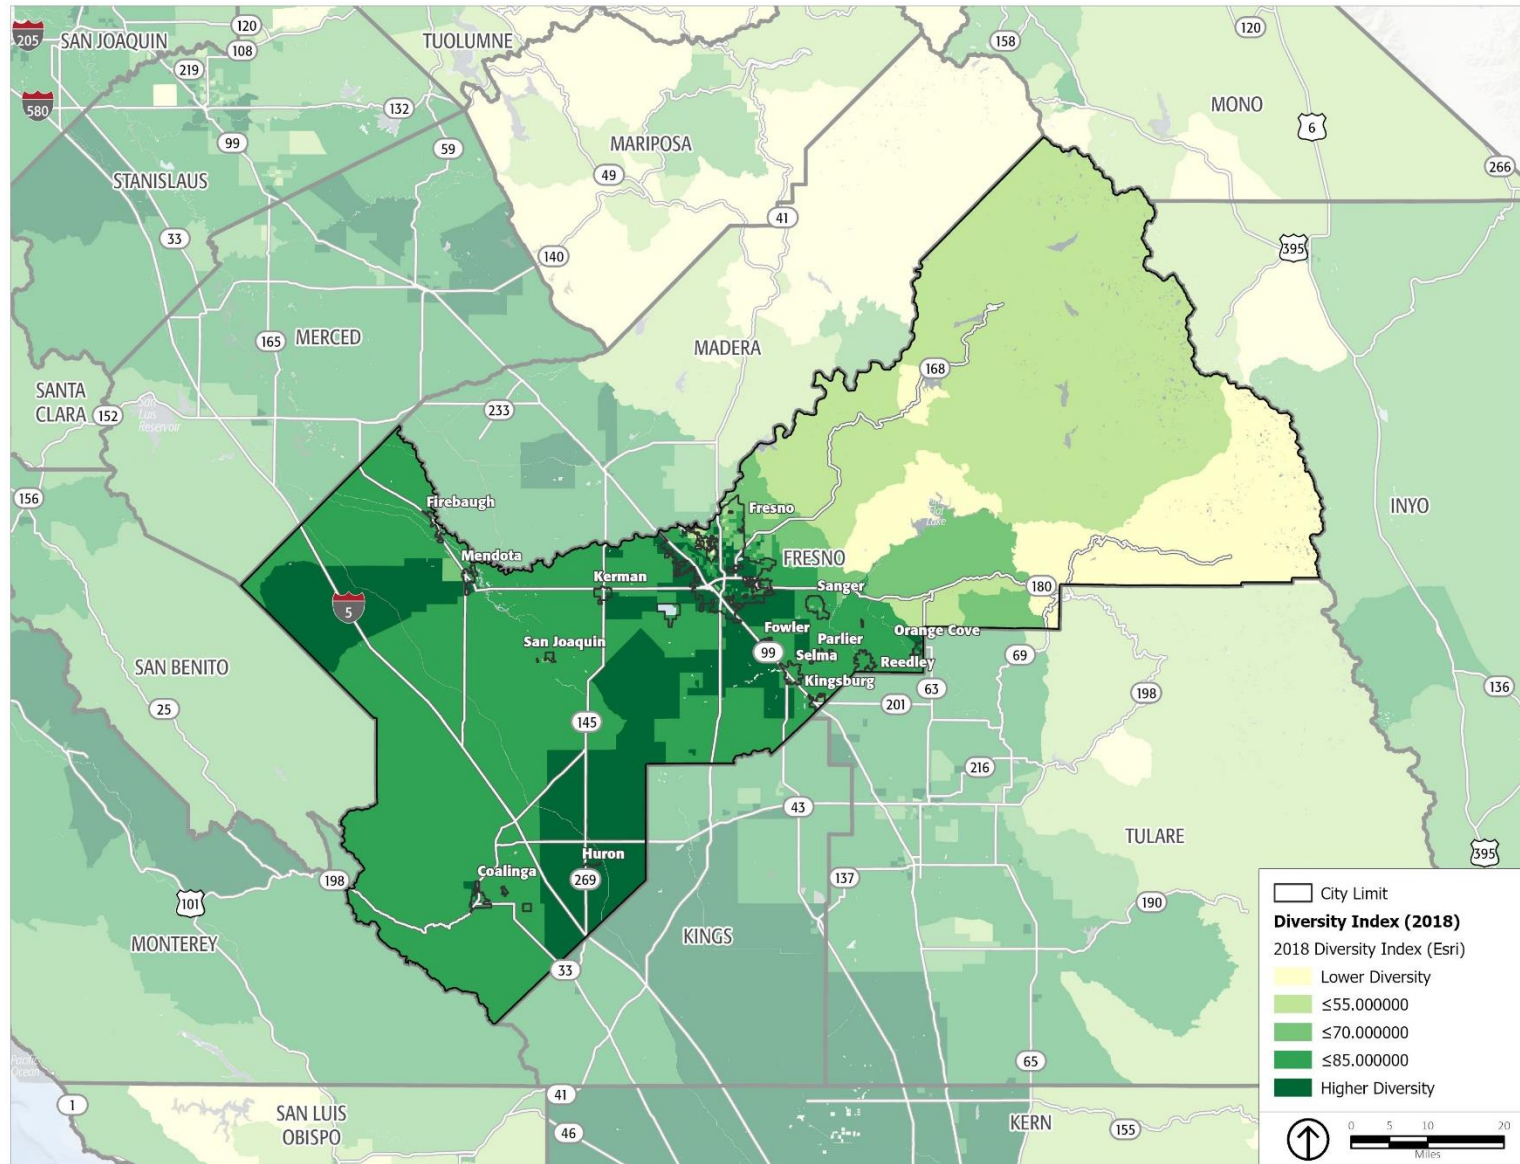 120
205
SAN JOAQUIN
TUOLUMNE
108
158
120
219
580
132
MONO
6
99
MARIPOSA
59
266
STANISLAUS
49
41
33
395
140
165
MERCED
MADERA
168
SANTA
CLARA
152
San
Luis
Reservoir
233
156
Firebaugh
Fresno
INYO
Mendota
FRESNO
Kerman
Sanger
180
5
Fowler
Orange Cove
San Joaquin
Parlier
99
Selma
Reedley
69
SAN BENITO
Kingsburg
63
198
136
25
201
145
216
43
TULARE
395
Huron
Coalinga
198
269
137
101
190
MONTEREY
KINGS
33
65
Pacific
Ocean
1
41
SAN LUIS
OBISPO
46
KERN
155
City Limit
Diversity Index (2018)
2018 Diversity Index (Esri)
Lower Diversity
≤55.000000
≤70.000000
≤85.000000
Higher Diversity
0 5 10 20
Miles